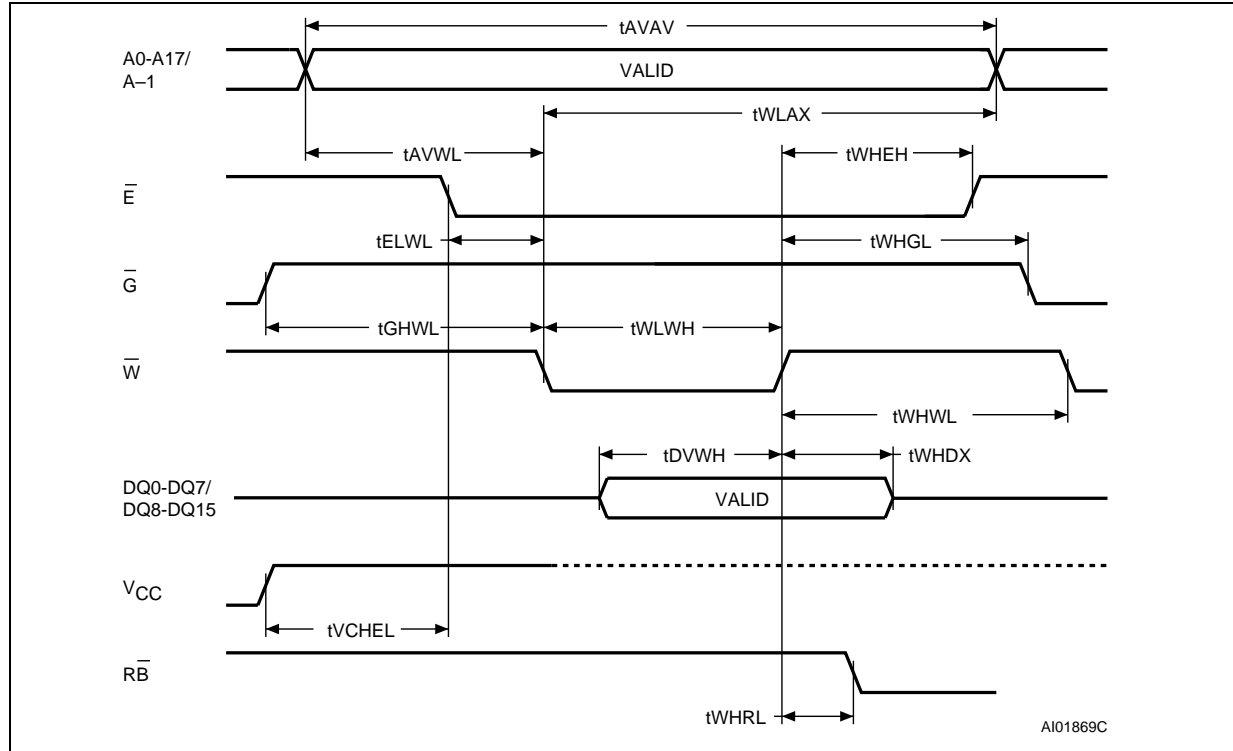 tAVAV
A0-A17/
A–1
VALID
tWLAX
tAVWL
tWHEH
E̅
tELWL
tWHGL
G̅
tGHWL
tWLWH
W̅
tWHWL
tDVWH
tWHDX
DQ0-DQ7/
DQ8-DQ15
VALID
VCC
tVCHEL
RB̅
tWHRL
AI01869C